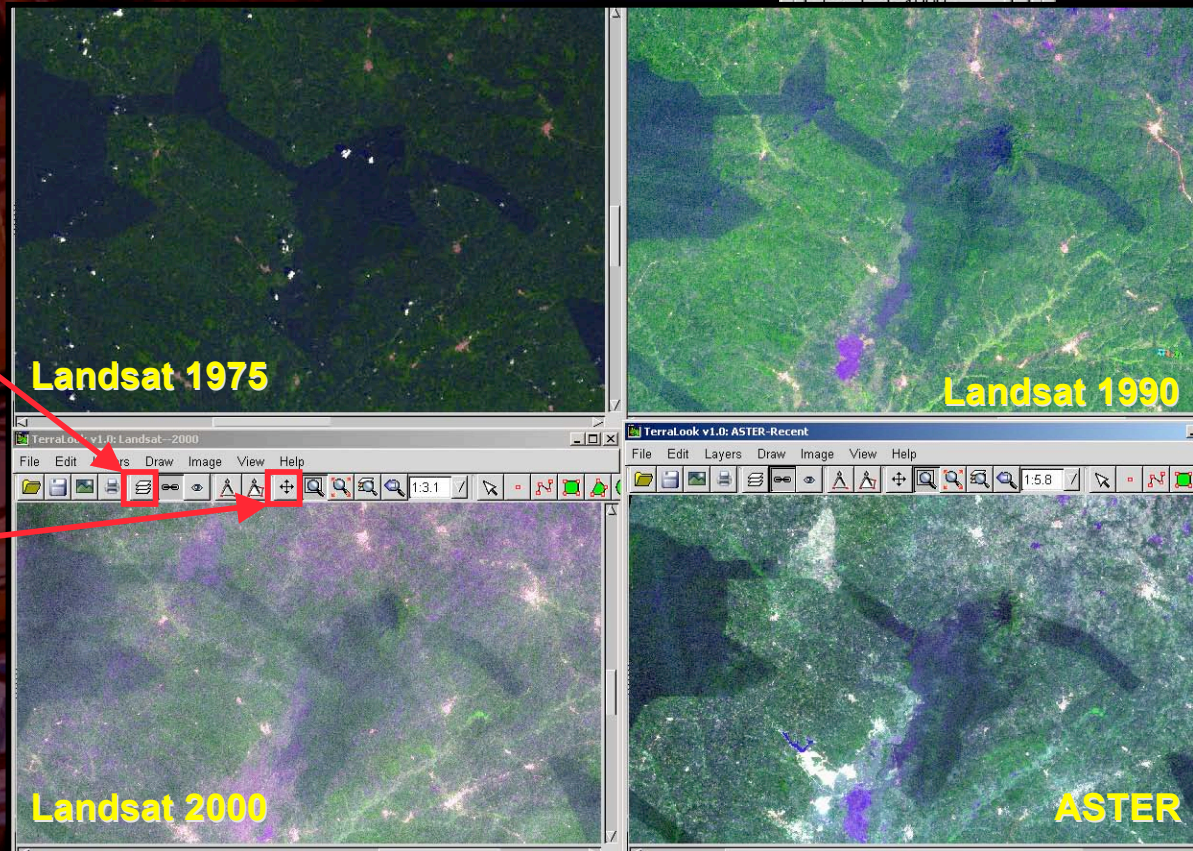 Landsat 1975
Landsat 1990
TerraLook v1.0: Landsat--2000
File Edit Layers Draw Image View Help
1:3.1
Landsat 2000
TerraLook v1.0: ASTER-Recent
File Edit Layers Draw Image View Help
1:5.8
ASTER